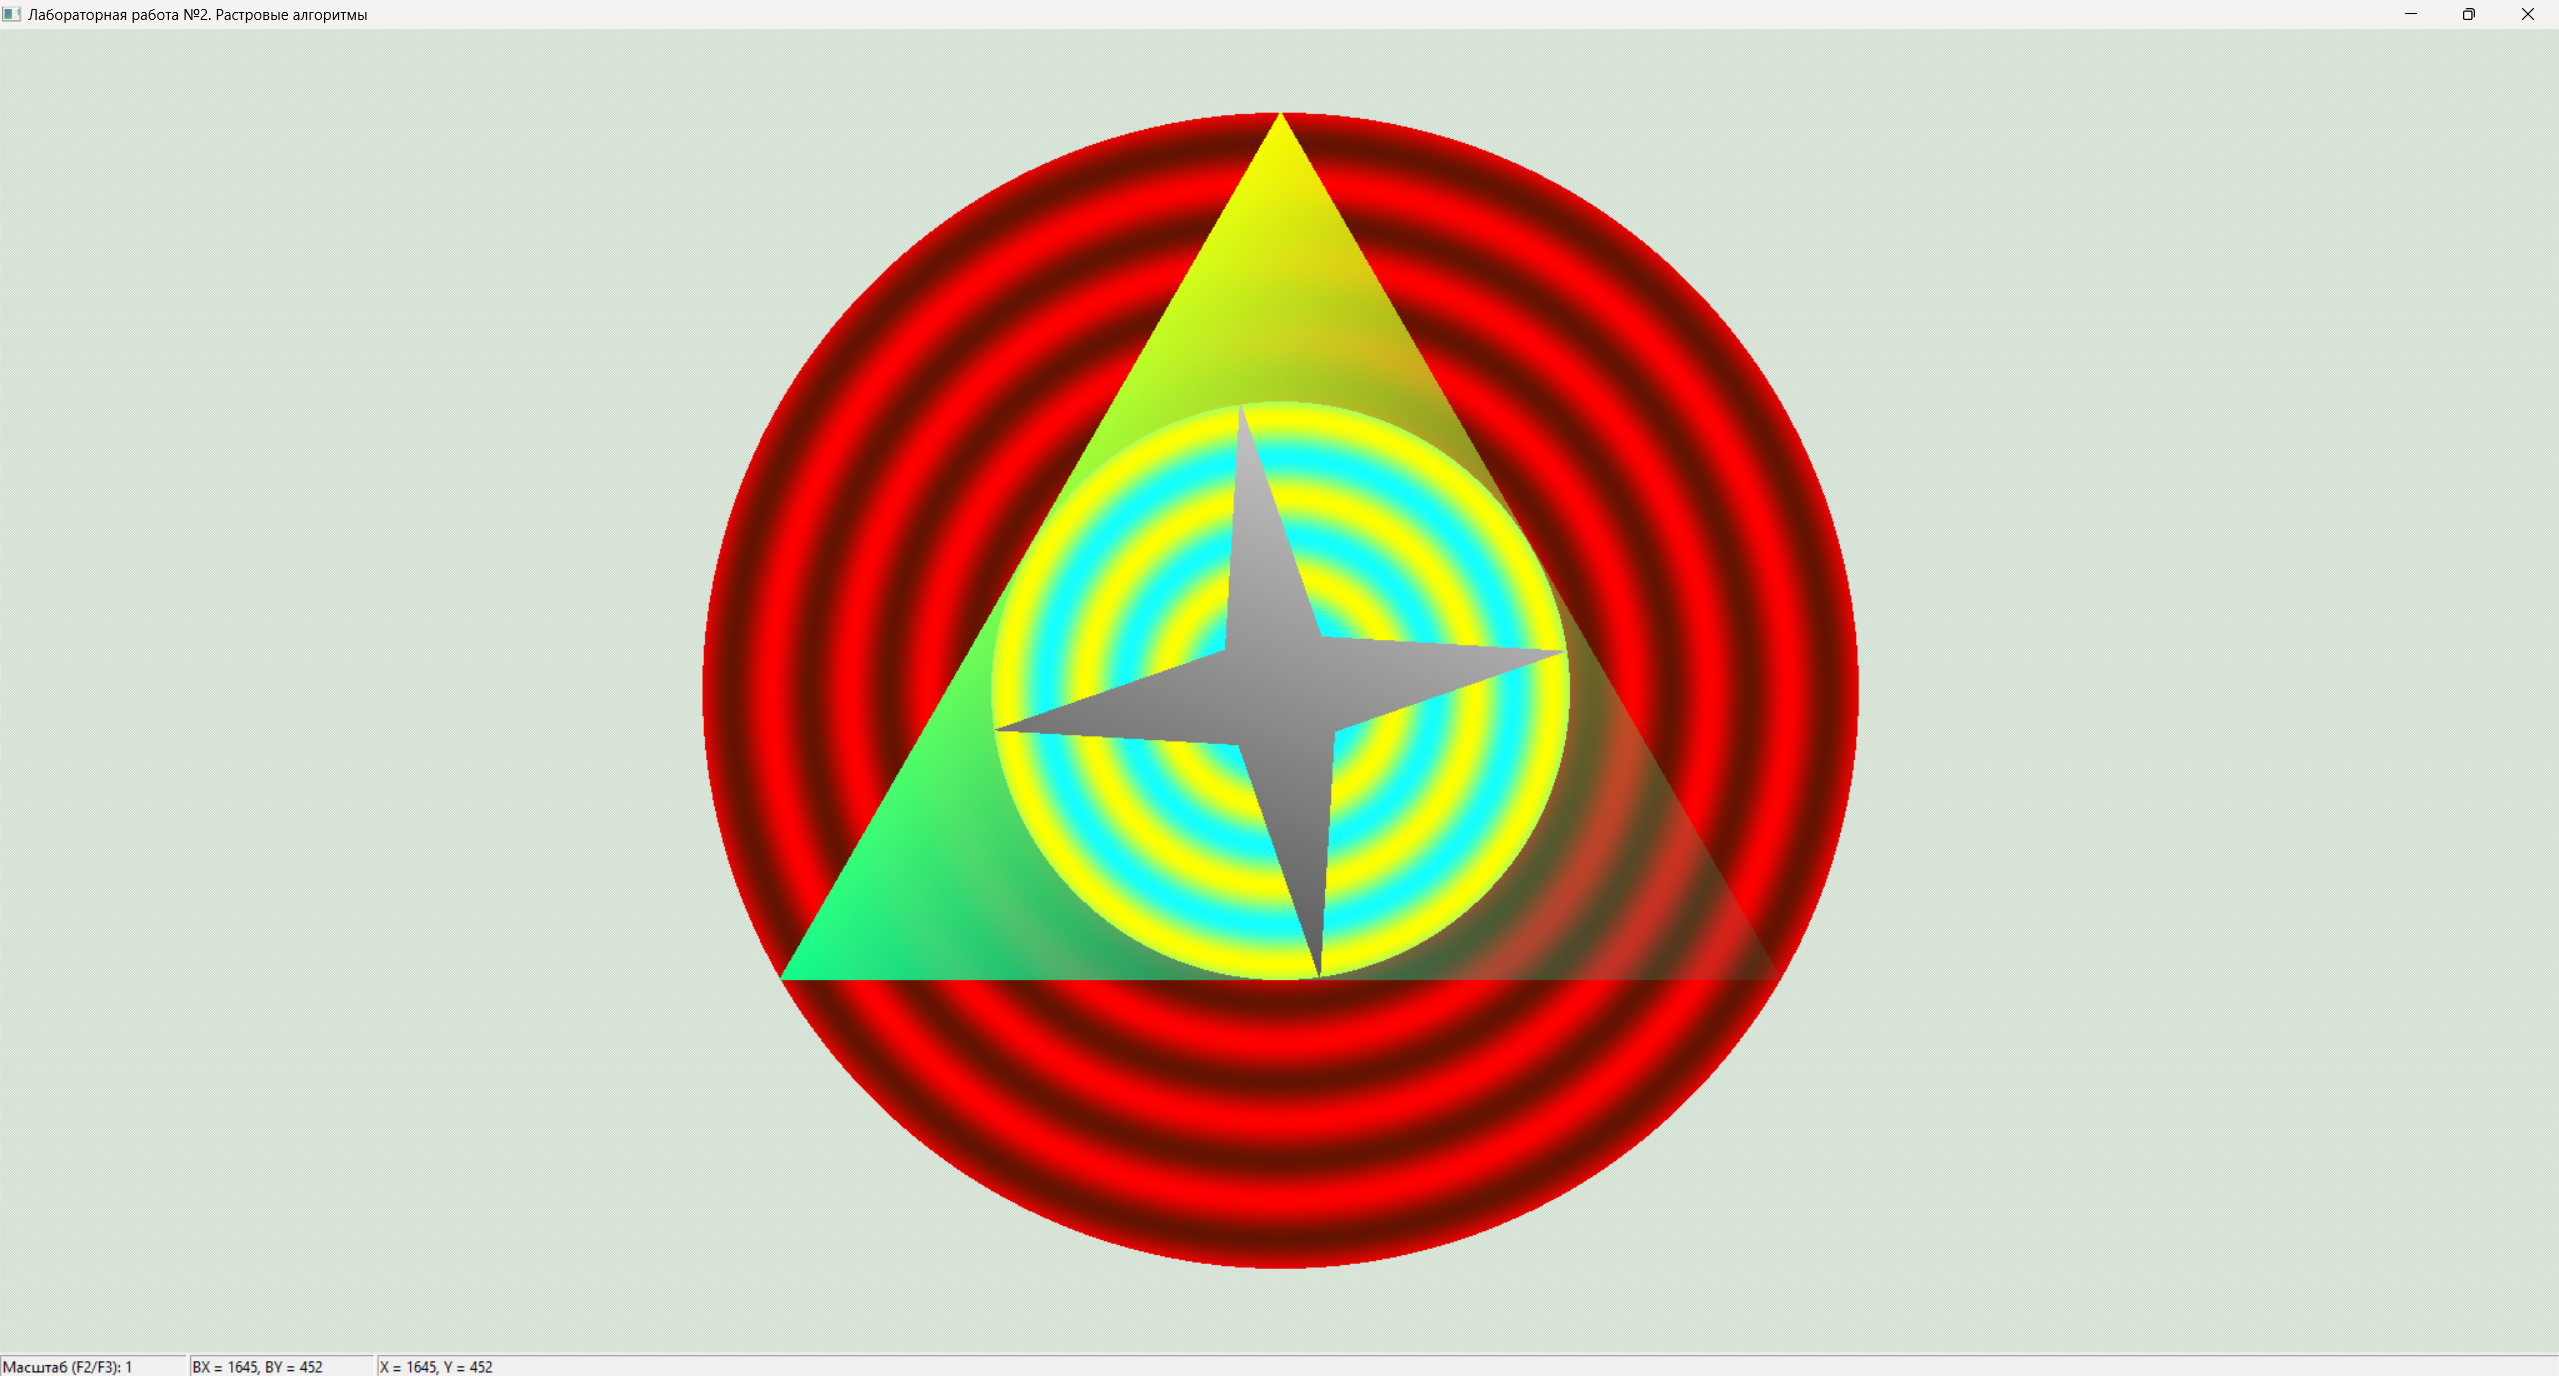 Лабораторная работа №2. Растровые алгоритмы
Масштаб (F2/F3): 1
BX = 1645, BY = 452
X = 1645, Y = 452